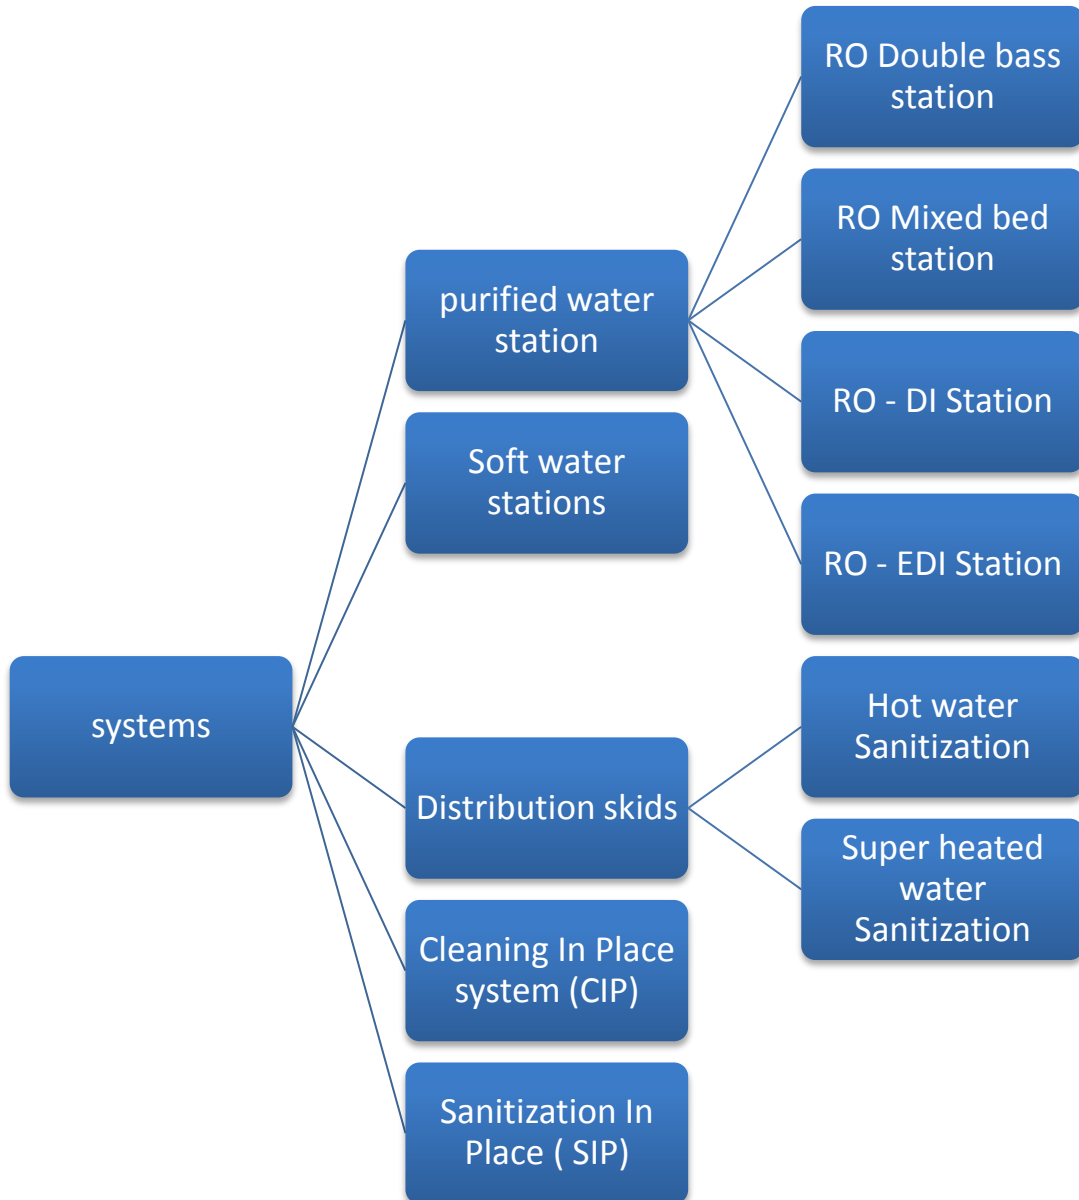 systems
purified water
station
RO Double bass
station
RO Mixed bed
station
RO - DI Station
RO - EDI Station
Soft water
stations
Distribution skids
Hot water
Sanitization
Super heated
water
Sanitization
Cleaning In Place
system (CIP)
Sanitization In
Place ( SIP)